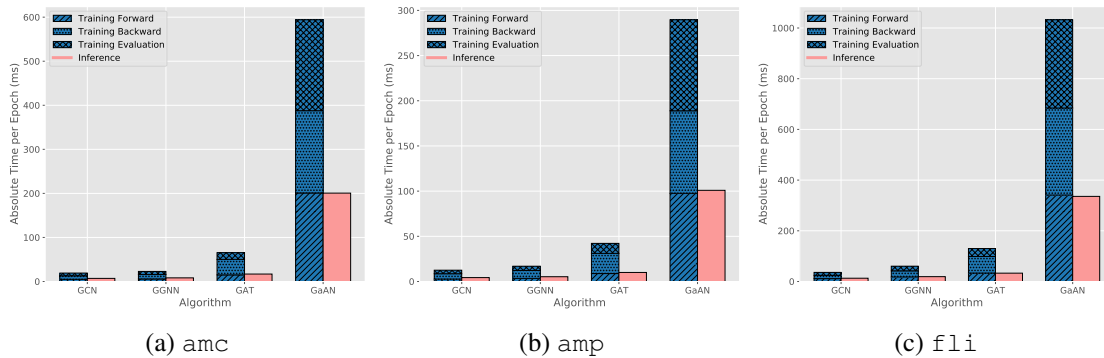 Absolute Time per Epoch (ms)
600
500
400
300
200
100
0
Training Forward
Training Backward
Training Evaluation
Inference
GCN
GGNN
GAT
GaAN
Algorithm
(a) amc
Absolute Time per Epoch (ms)
300
250
200
150
100
50
0
Training Forward
Training Backward
Training Evaluation
Inference
GCN
GGNN
GAT
GaAN
Algorithm
(b) amp
Absolute Time per Epoch (ms)
1000
800
600
400
200
0
Training Forward
Training Backward
Training Evaluation
Inference
GCN
GGNN
GAT
GaAN
Algorithm
(c) fli